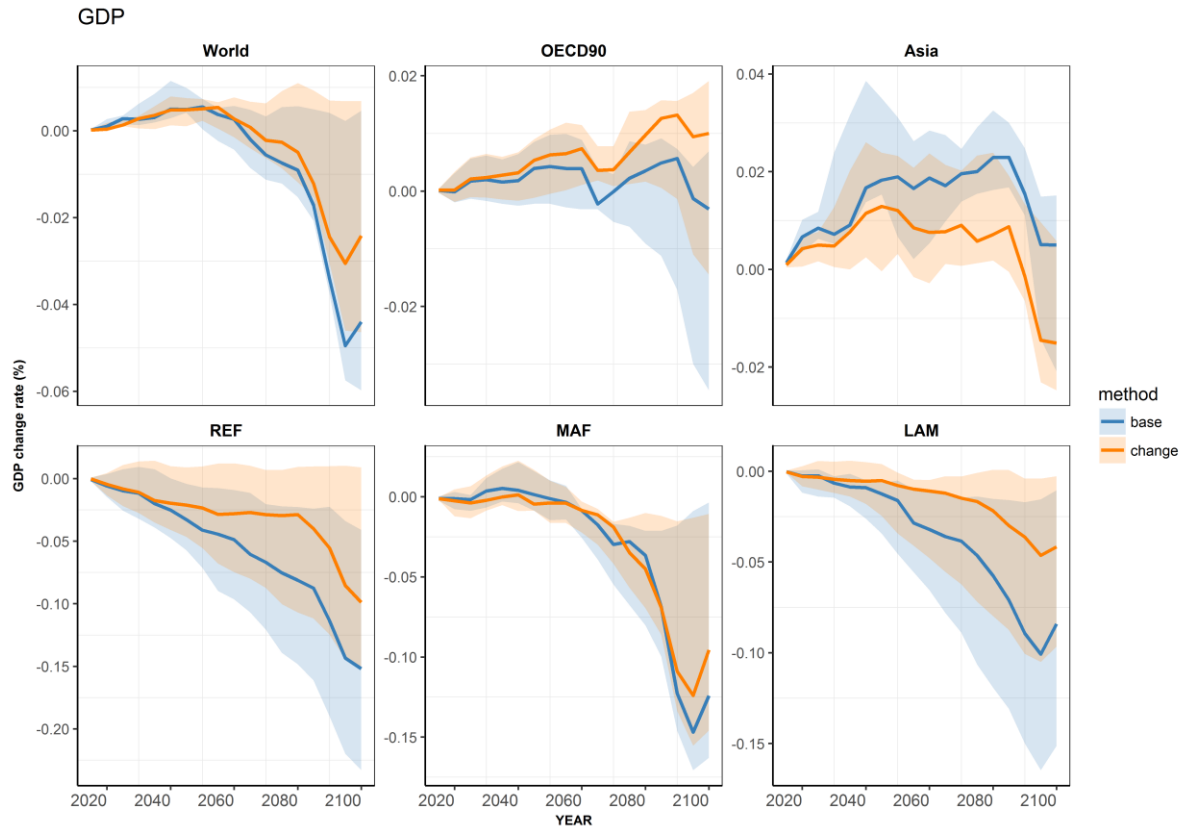 GDP
World
OECD90
Asia
0.00
-0.02
-0.04
-0.06
0.02
0.00
-0.02
0.04
0.02
0.00
-0.02
GDP change rate (%)
method
base
change
REF
MAF
LAM
0.00
-0.05
-0.10
-0.15
-0.20
0.00
-0.05
-0.10
-0.15
0.00
-0.05
-0.10
-0.15
2020 2040 2060 2080 2100
2020 2040 2060 2080 2100
2020 2040 2060 2080 2100
YEAR